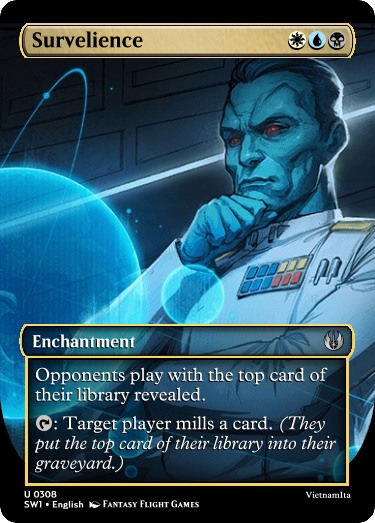 Survelience
Enchantment
Opponents play with the top card of
their library revealed.
: Target player mills a card. (They
put the top card of their library into their
graveyard.)
U 0308
SW1 • English FANTASY FLIGHT GAMES
VietnamIta